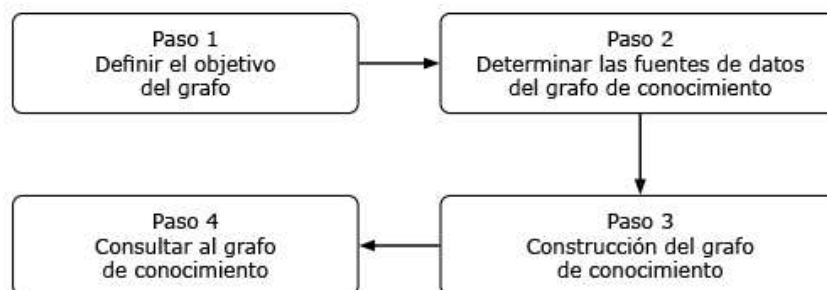 Paso 1
Definir el objetivo
del grafo
Paso 2
Determinar las fuentes de datos
del grafo de conocimiento
Paso 3
Construcción del grafo
de conocimiento
Paso 4
Consultar al grafo
de conocimiento